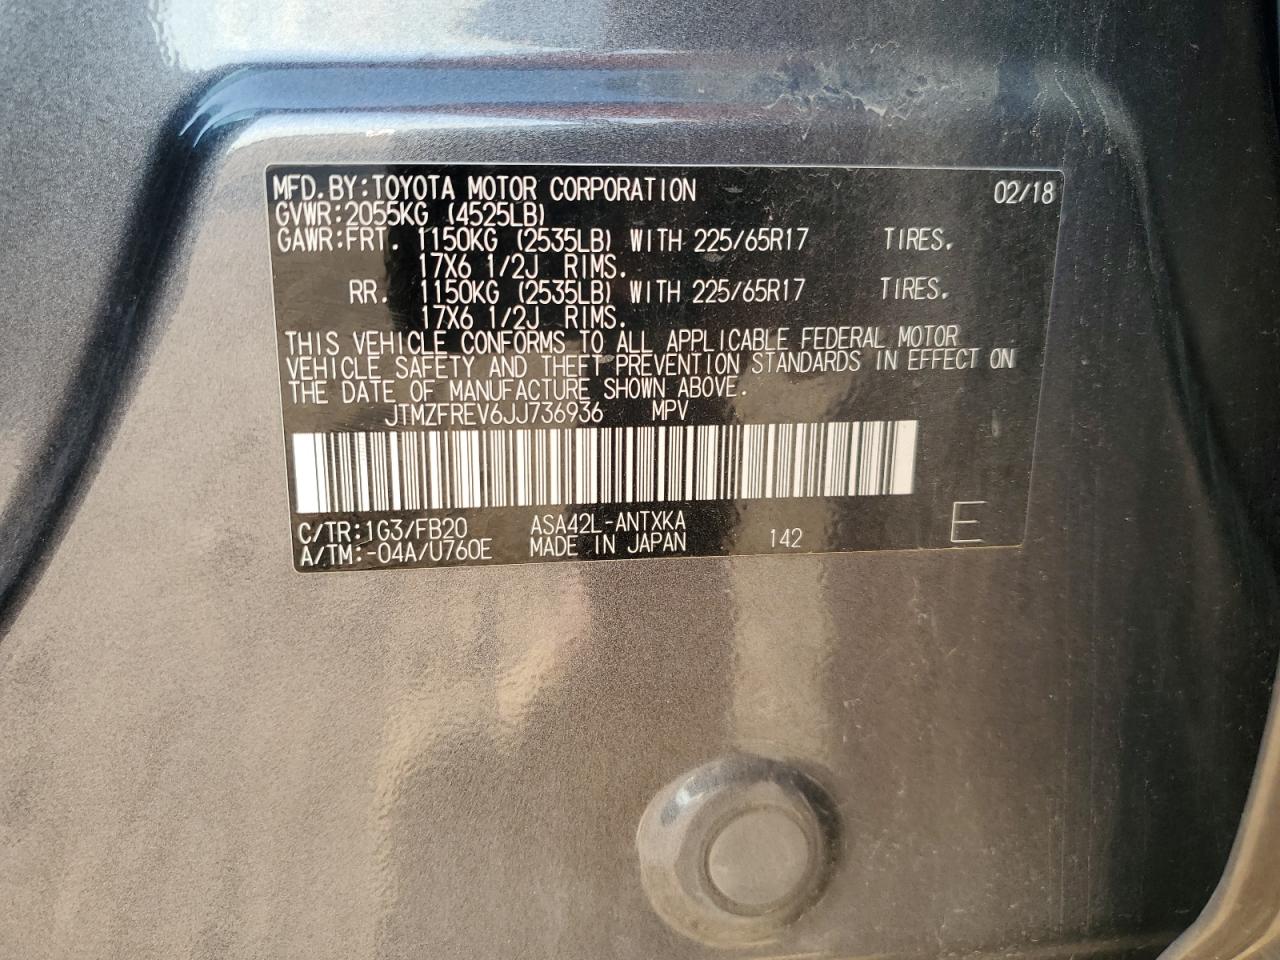 MFD.BY:TOYOTA MOTOR CORPORATION 02/18
GVWR:2055KG (4525LB)
GAWR:FRT. 1150KG (2535LB) WITH 225/65R17 TIRES.
17X6 1/2J RIMS.
RR. 1150KG (2535LB) WITH 225/65R17 TIRES.
17X6 1/2J RIMS.
THIS VEHICLE CONFORMS TO ALL APPLICABLE FEDERAL MOTOR
VEHICLE SAFETY AND THEFT PREVENTION STANDARDS IN EFFECT ON
THE DATE OF MANUFACTURE SHOWN ABOVE.
JTMZFREV6JJ736936 MPV
C/TR:1G3/FB20 ASA42L-ANTXKA
A/TM:-04A/U760E MADE IN JAPAN 142 E